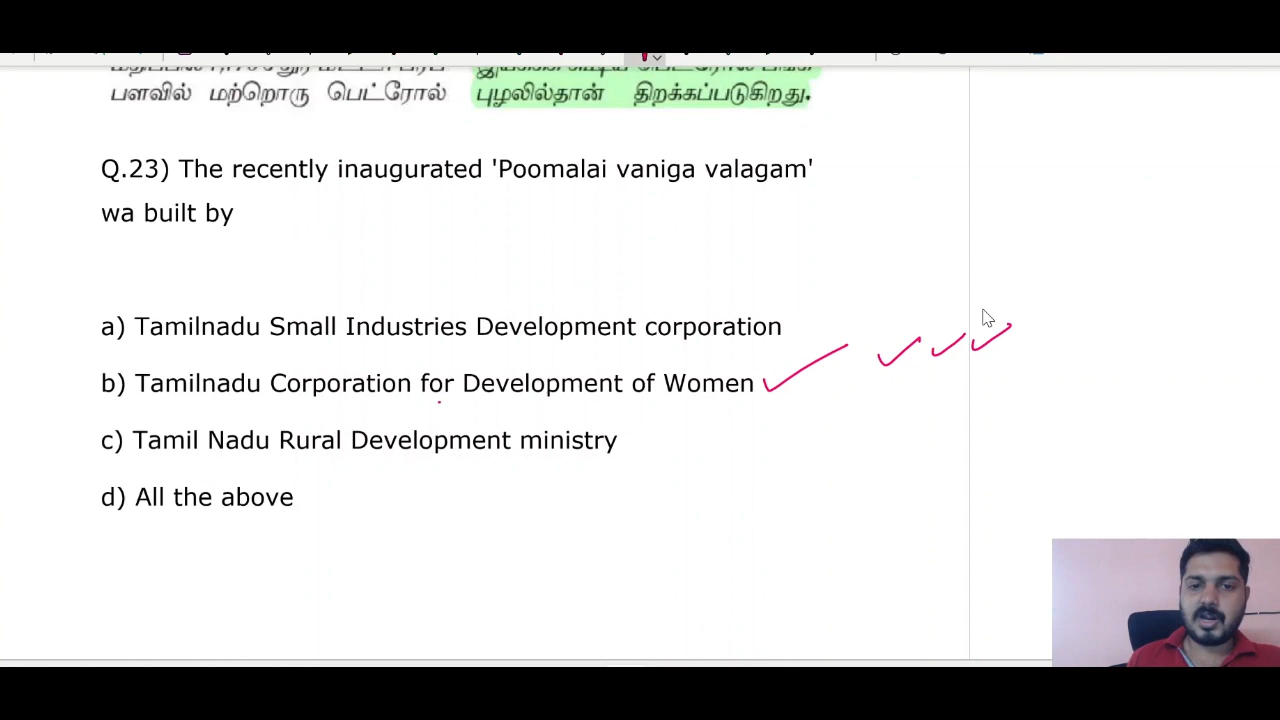 பளவில் மற்றொரு பெட்ரோல் புழலில்தான் திறக்கப்படுகிறது.
Q.23) The recently inaugurated 'Poomalai vaniga valagam'
wa built by
a) Tamilnadu Small Industries Development corporation
b) Tamilnadu Corporation for Development of Women
c) Tamil Nadu Rural Development ministry
d) All the above